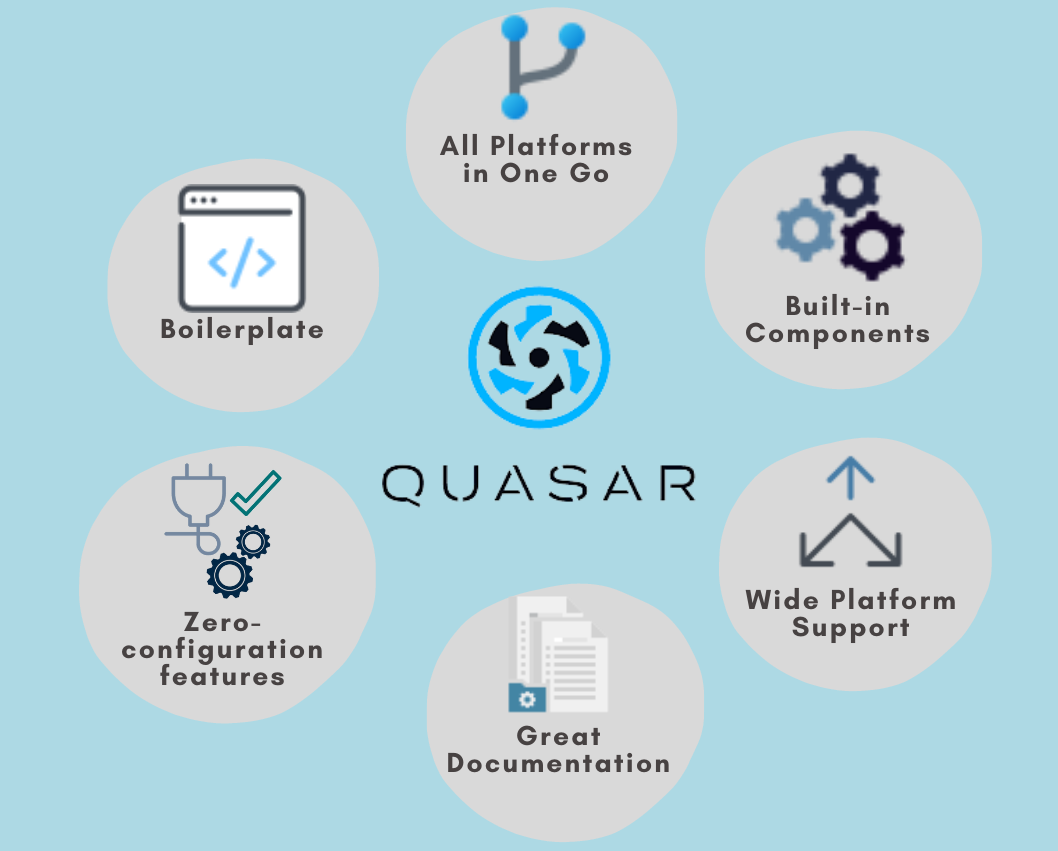 All Platforms
in One Go
Built-in
Components
Boilerplate
</>
QUASAR
Zero-
configuration
features
Wide Platform
Support
Great
Documentation